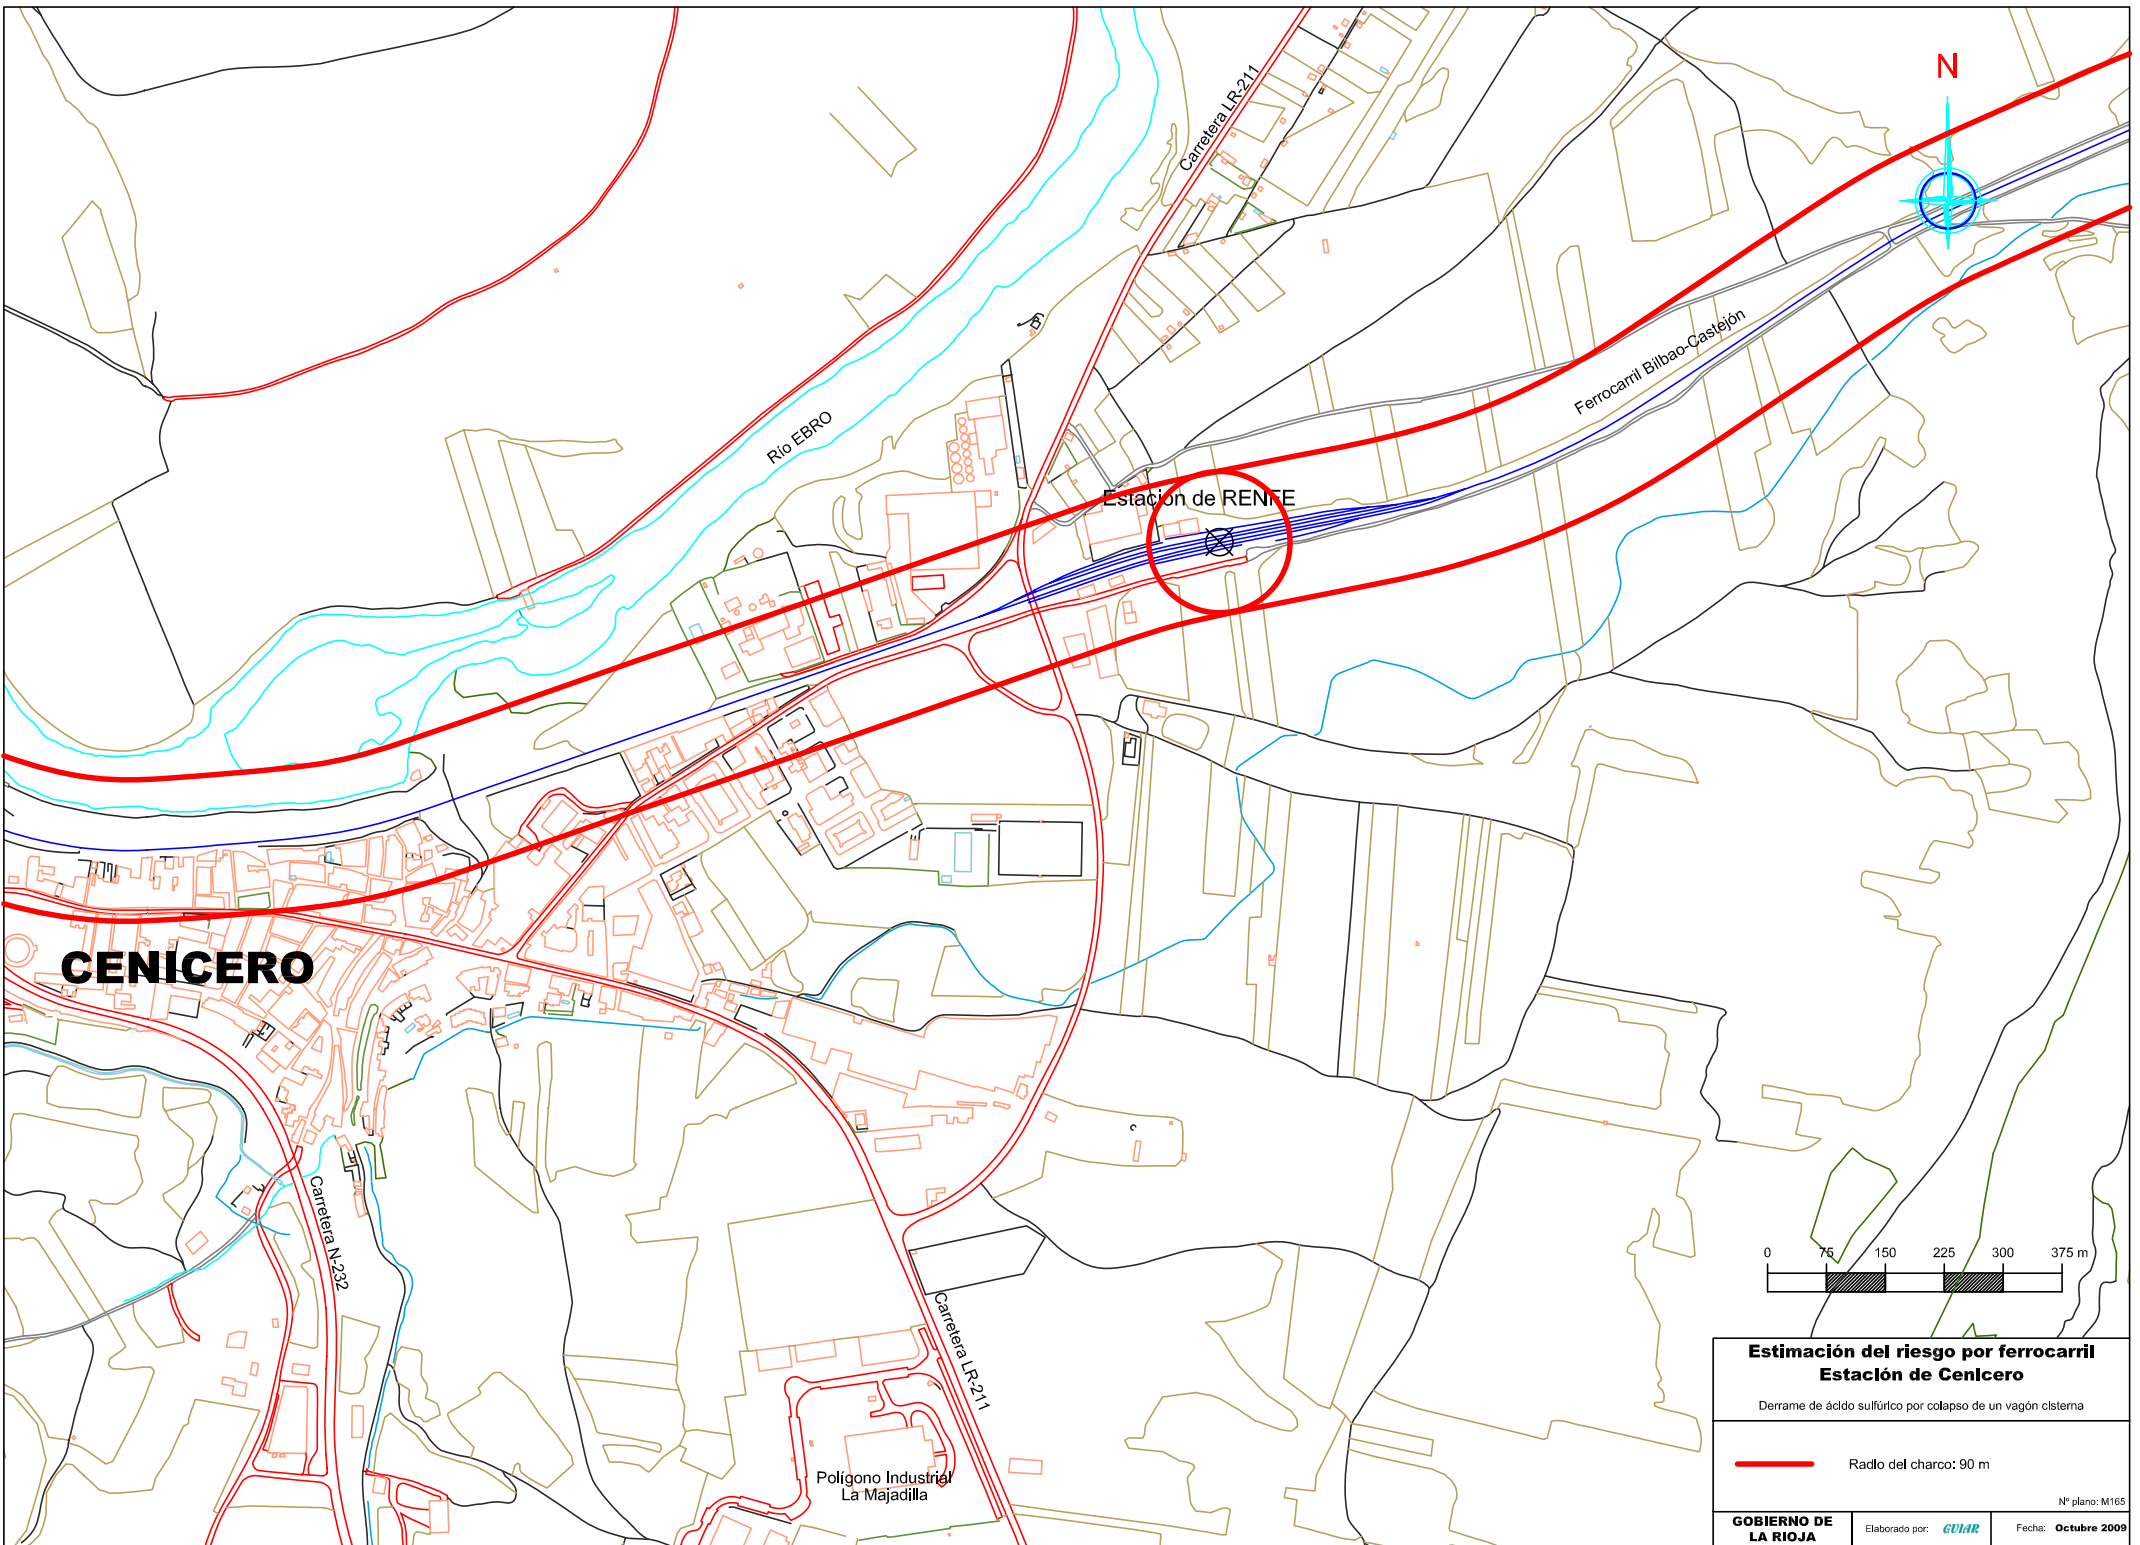 N
Carretera LR-211
Ferrocarril Bilbao-Castejón
Río EBRO
Estación de RENFE
CENICERO
Carretera N-232
Carretera LR-211
Polígono Industrial
La Majadilla
0 75 150 225 300 375 m
Estimación del riesgo por ferrocarril
Estación de Cenicero
Derrame de ácido sulfúrico por colapso de un vagón cisterna
Radio del charco: 90 m
Nº plano: M165
GOBIERNO DE
LA RIOJA
Elaborado por: GUIAR
Fecha: Octubre 2009